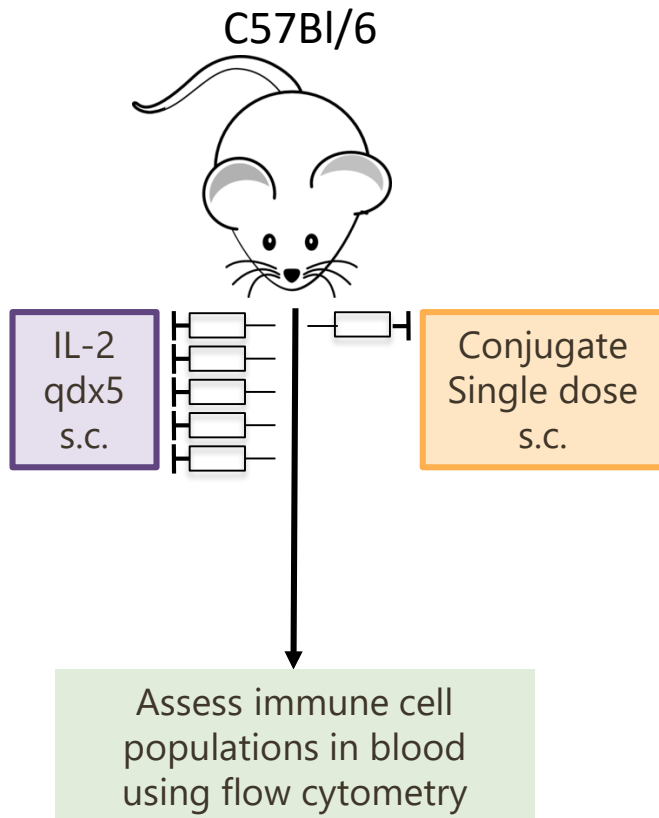 C57Bl/6
IL-2
qdx5
s.c.
Conjugate
Single dose
s.c.
Assess immune cell
populations in blood
using flow cytometry